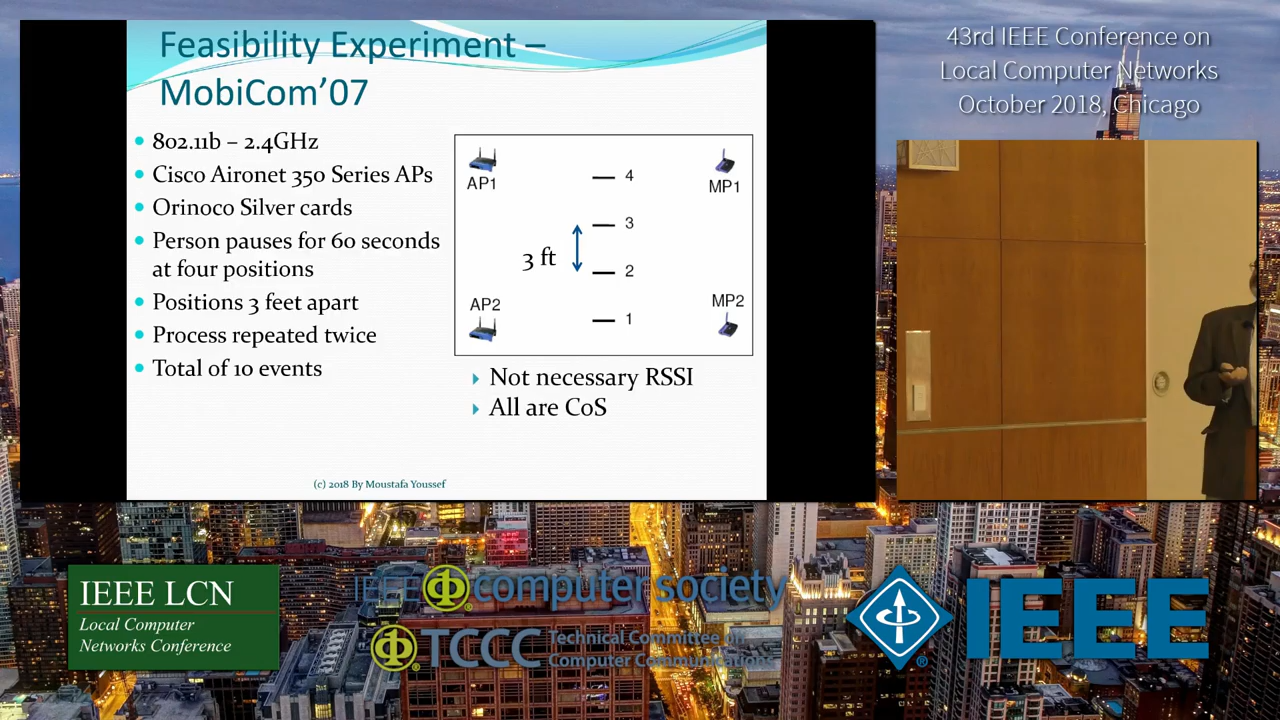 Feasibility Experiment –
MobiCom’07
802.11b – 2.4GHz
Cisco Aironet 350 Series APs
Orinoco Silver cards
Person pauses for 60 seconds
at four positions
Positions 3 feet apart
Process repeated twice
Total of 10 events
AP1
4
MP1
3
3 ft
2
AP2
MP2
1
Not necessary RSSI
All are CoS
(c) 2018 By Moustafa Youssef
43rd IEEE Conference on
Local Computer Networks
October 2018, Chicago
IEEE LCN
Local Computer
Networks Conference
IEEE computer society
TCCC Technical Committee on
Computer Communications
IEEE